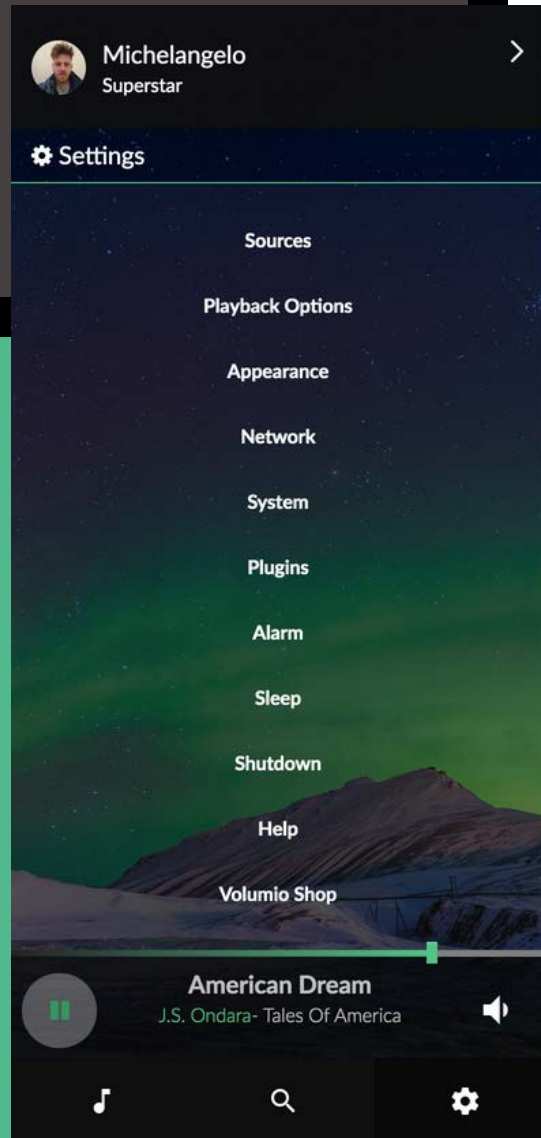 Michelangelo
Superstar
Settings
Sources
Playback Options
Appearance
Network
System
Plugins
Alarm
Sleep
Shutdown
Help
Volumio Shop
American Dream
J.S. Ondara- Tales Of America